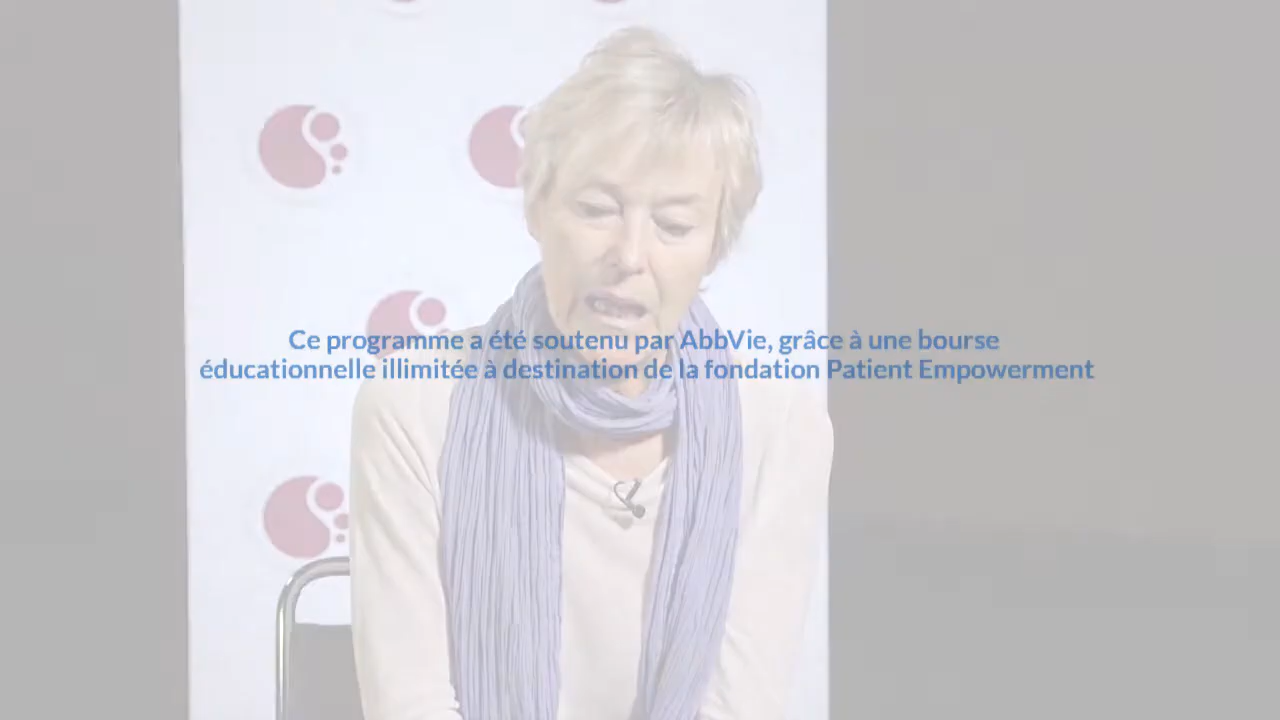 Ce programme a été soutenu par AbbVie, grâce à une bourse
éducationnelle illimitée à destination de la fondation Patient Empowerment